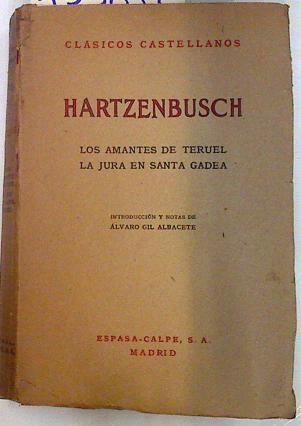 CLÁSICOS CASTELLANOS
HARTZENBUSCH
LOS AMANTES DE TERUEL
LA JURA EN SANTA GADEA
INTRODUCCIÓN Y NOTAS DE
ÁLVARO GIL ALBACETE
ESPASA-CALPE, S. A.
MADRID